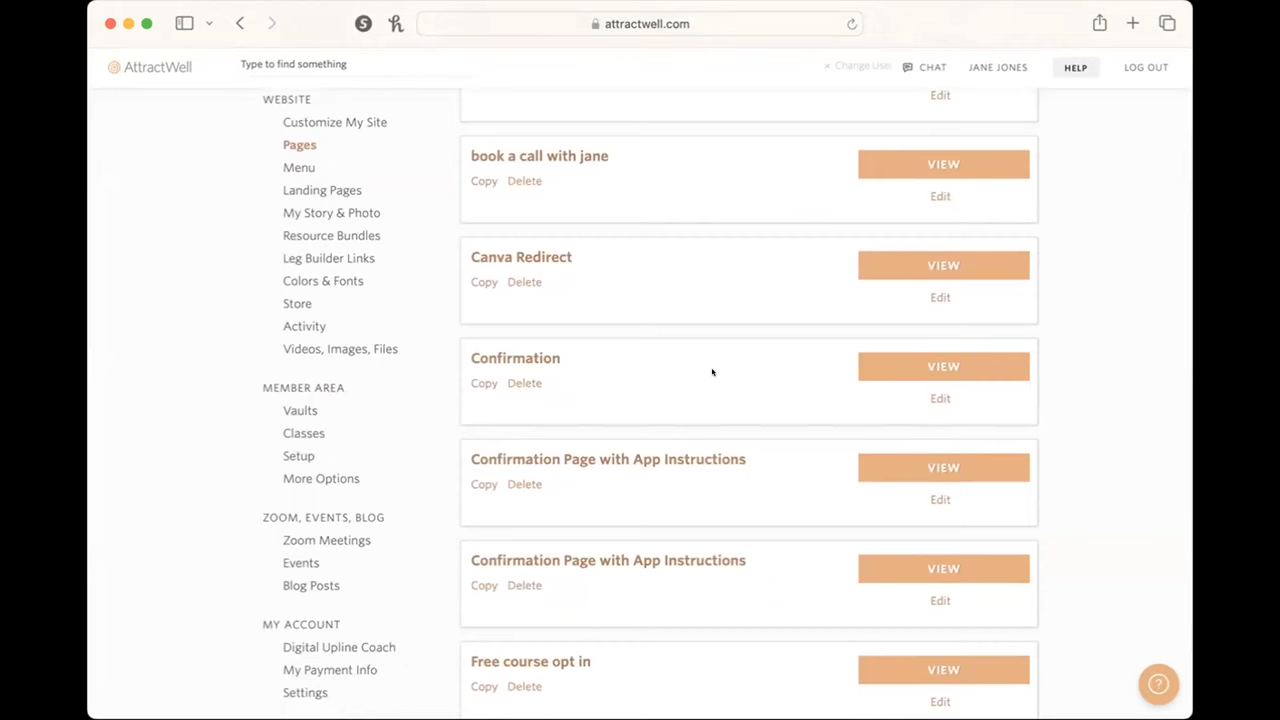 attractwell.com
AttractWell
Type to find something
× Change Use
CHAT
JANE JONES
HELP
LOG OUT
WEBSITE
Customize My Site
Pages
Menu
Landing Pages
My Story & Photo
Resource Bundles
Leg Builder Links
Colors & Fonts
Store
Activity
Videos, Images, Files
MEMBER AREA
Vaults
Classes
Setup
More Options
ZOOM, EVENTS, BLOG
Zoom Meetings
Events
Blog Posts
MY ACCOUNT
Digital Upline Coach
My Payment Info
Settings
Edit
book a call with jane
Copy Delete
VIEW
Edit
Canva Redirect
Copy Delete
VIEW
Edit
Confirmation
Copy Delete
VIEW
Edit
Confirmation Page with App Instructions
Copy Delete
VIEW
Edit
Confirmation Page with App Instructions
Copy Delete
VIEW
Edit
Free course opt in
Copy Delete
VIEW
Edit